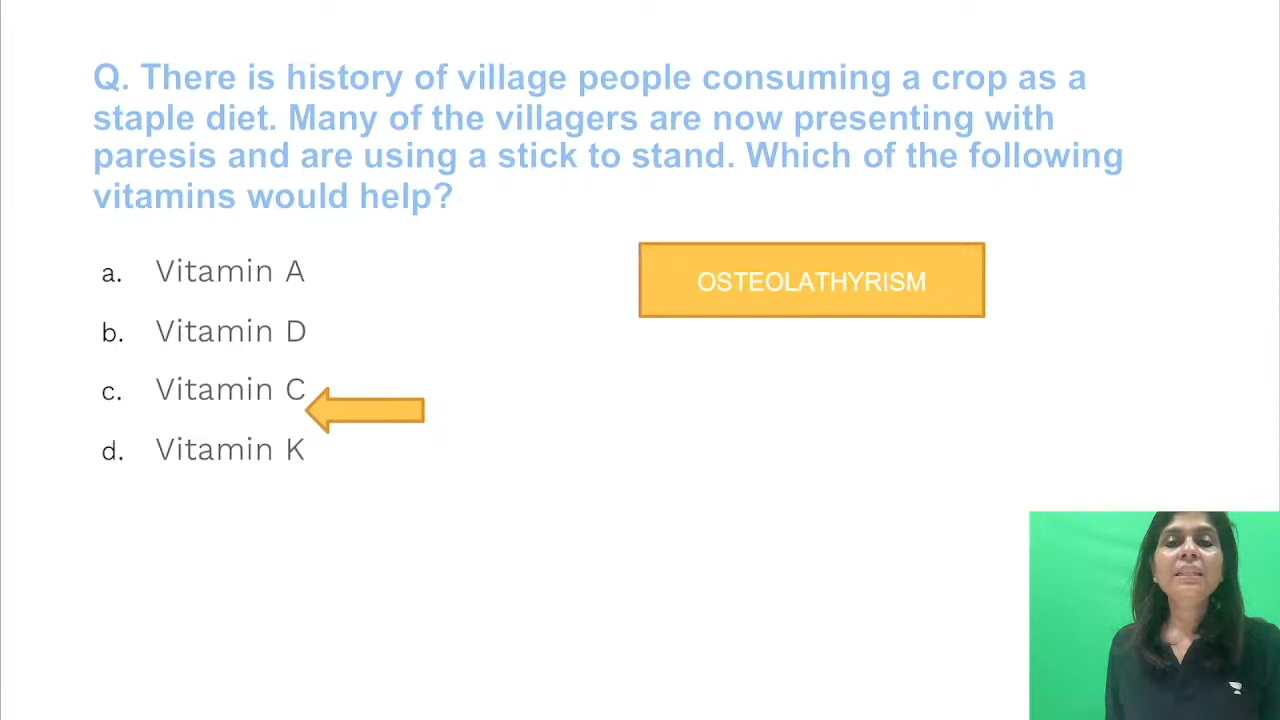 Q. There is history of village people consuming a crop as a
staple diet. Many of the villagers are now presenting with
paresis and are using a stick to stand. Which of the following
vitamins would help?
a. Vitamin A
OSTEOLATHYRISM
b. Vitamin D
c. Vitamin C
d. Vitamin K